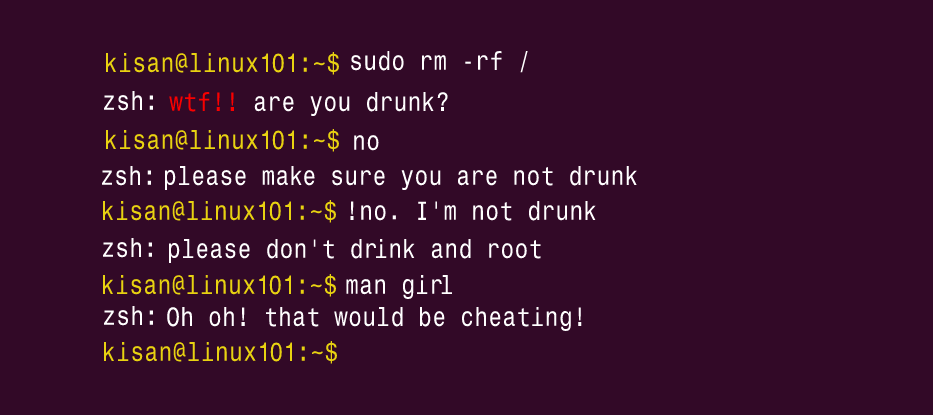 kisan@linux101:~$ sudo rm -rf /
zsh: wtf!! are you drunk?
kisan@linux101:~$ no
zsh: please make sure you are not drunk
kisan@linux101:~$ !no. I'm not drunk
zsh: please don't drink and root
kisan@linux101:~$ man girl
zsh: Oh oh! that would be cheating!
kisan@linux101:~$